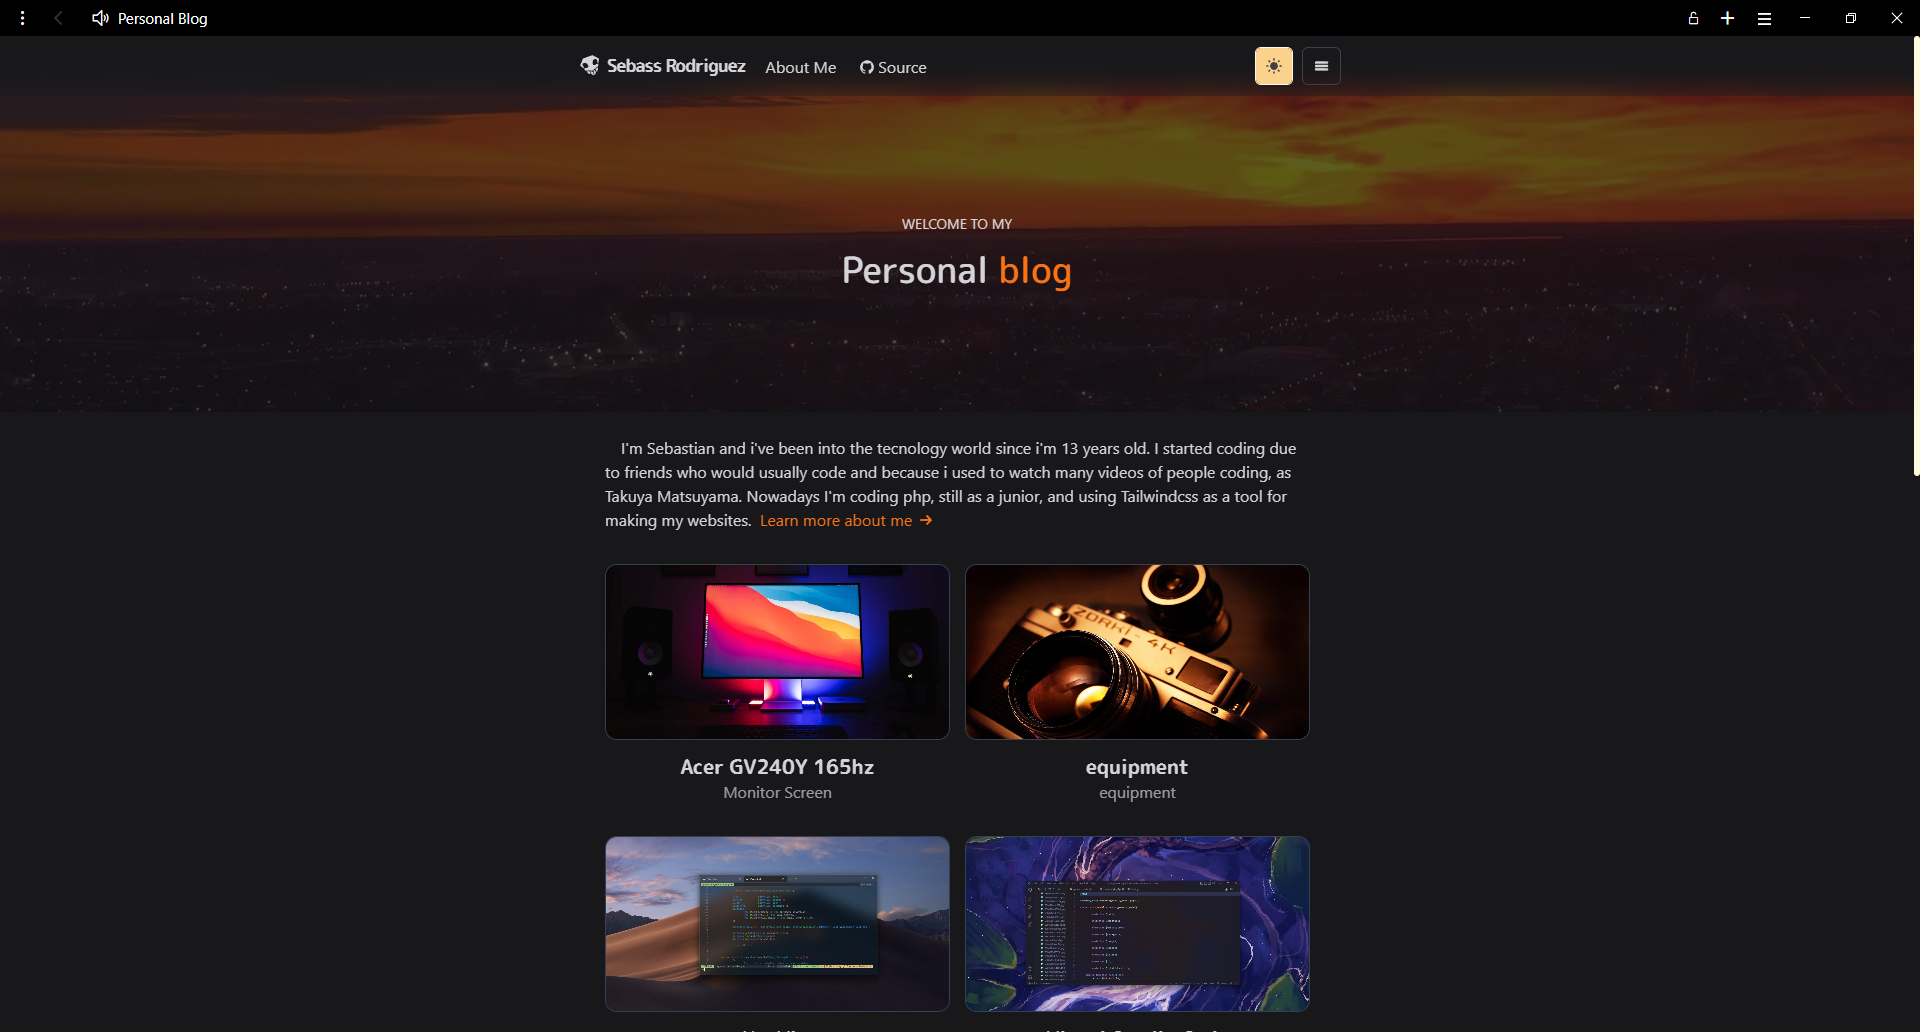 Personal Blog
Sebass Rodriguez
About Me
Source
WELCOME TO MY
Personal blog
I'm Sebastian and i've been into the tecnology world since i'm 13 years old. I started coding due
to friends who would usually code and because i used to watch many videos of people coding, as
Takuya Matsuyama. Nowadays I'm coding php, still as a junior, and using Tailwindcss as a tool for
making my websites. Learn more about me →
ZORKI-4K
Acer GV240Y 165hz
Monitor Screen
equipment
equipment